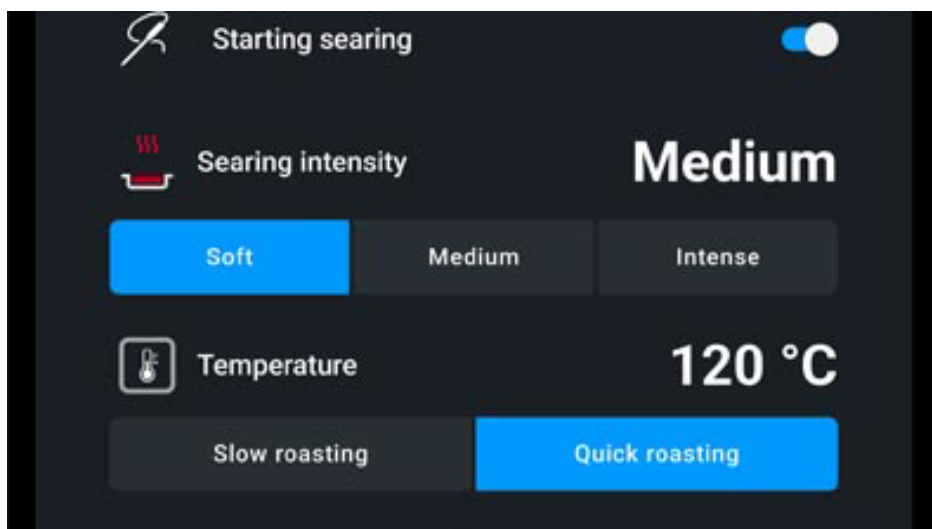 Starting searing
Searing intensity Medium
Soft Medium Intense
Temperature 120 °C
Slow roasting Quick roasting